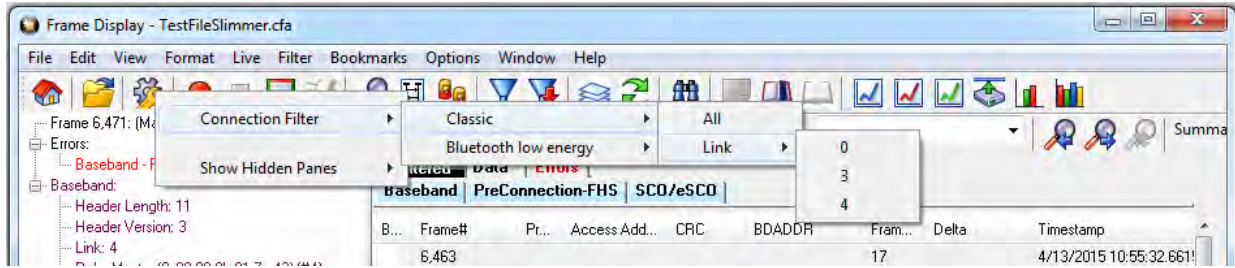 Frame Display - TestFileSlimmer.cfa
File Edit View Format Live Filter Bookmarks Options Window Help
Frame 6,471: (Ma
Errors:
Baseband - F
Baseband:
Header Length: 11
Header Version: 3
Link: 4
Connection Filter
Show Hidden Panes
Classic
Bluetooth low energy
All
Link
0
3
4
Summa
Data Errors
Baseband PreConnection-FHS SCO/eSCO
B... Frame# Pr... Access Add... CRC BDADDR Fram... Delta Timestamp
6,463 17 4/13/2015 10:55:32.661